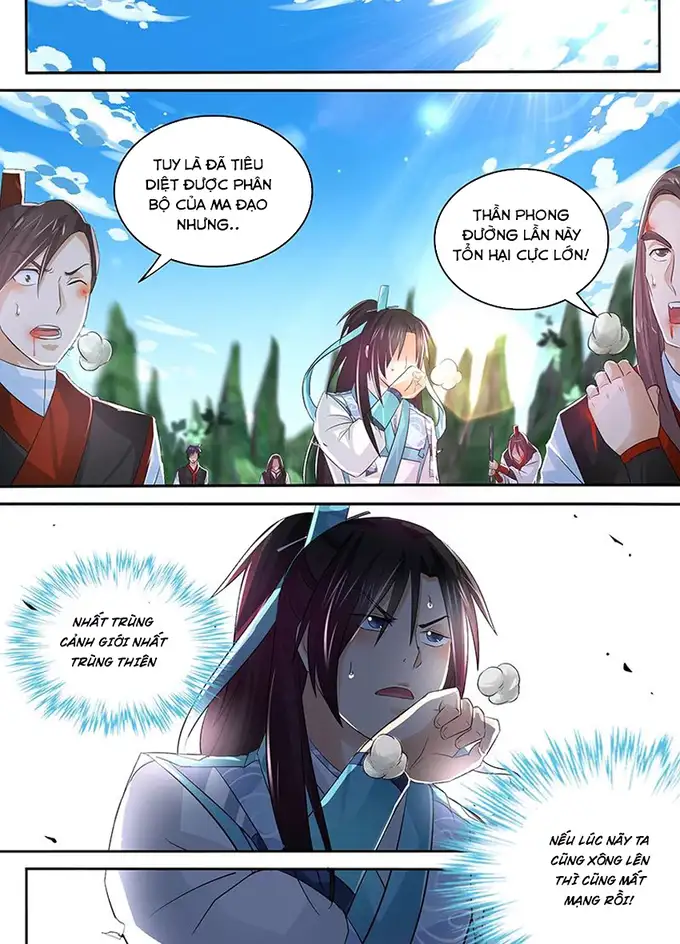 TUY LÀ ĐÃ TIÊU
DIỆT ĐƯỢC PHÂN
BỘ CỦA MA ĐẠO
NHƯNG..
THẦN PHONG
ĐƯỜNG LẦN NÀY
TỔN HẠI CỰC LỚN!
NHẤT TRÙNG
CẢNH GIỚI NHẤT
TRÙNG THIÊN
NẾU LÚC NÀY TA
CŨNG XÔNG LÊN
THÌ CŨNG MẤT
MẠNG RỒI!